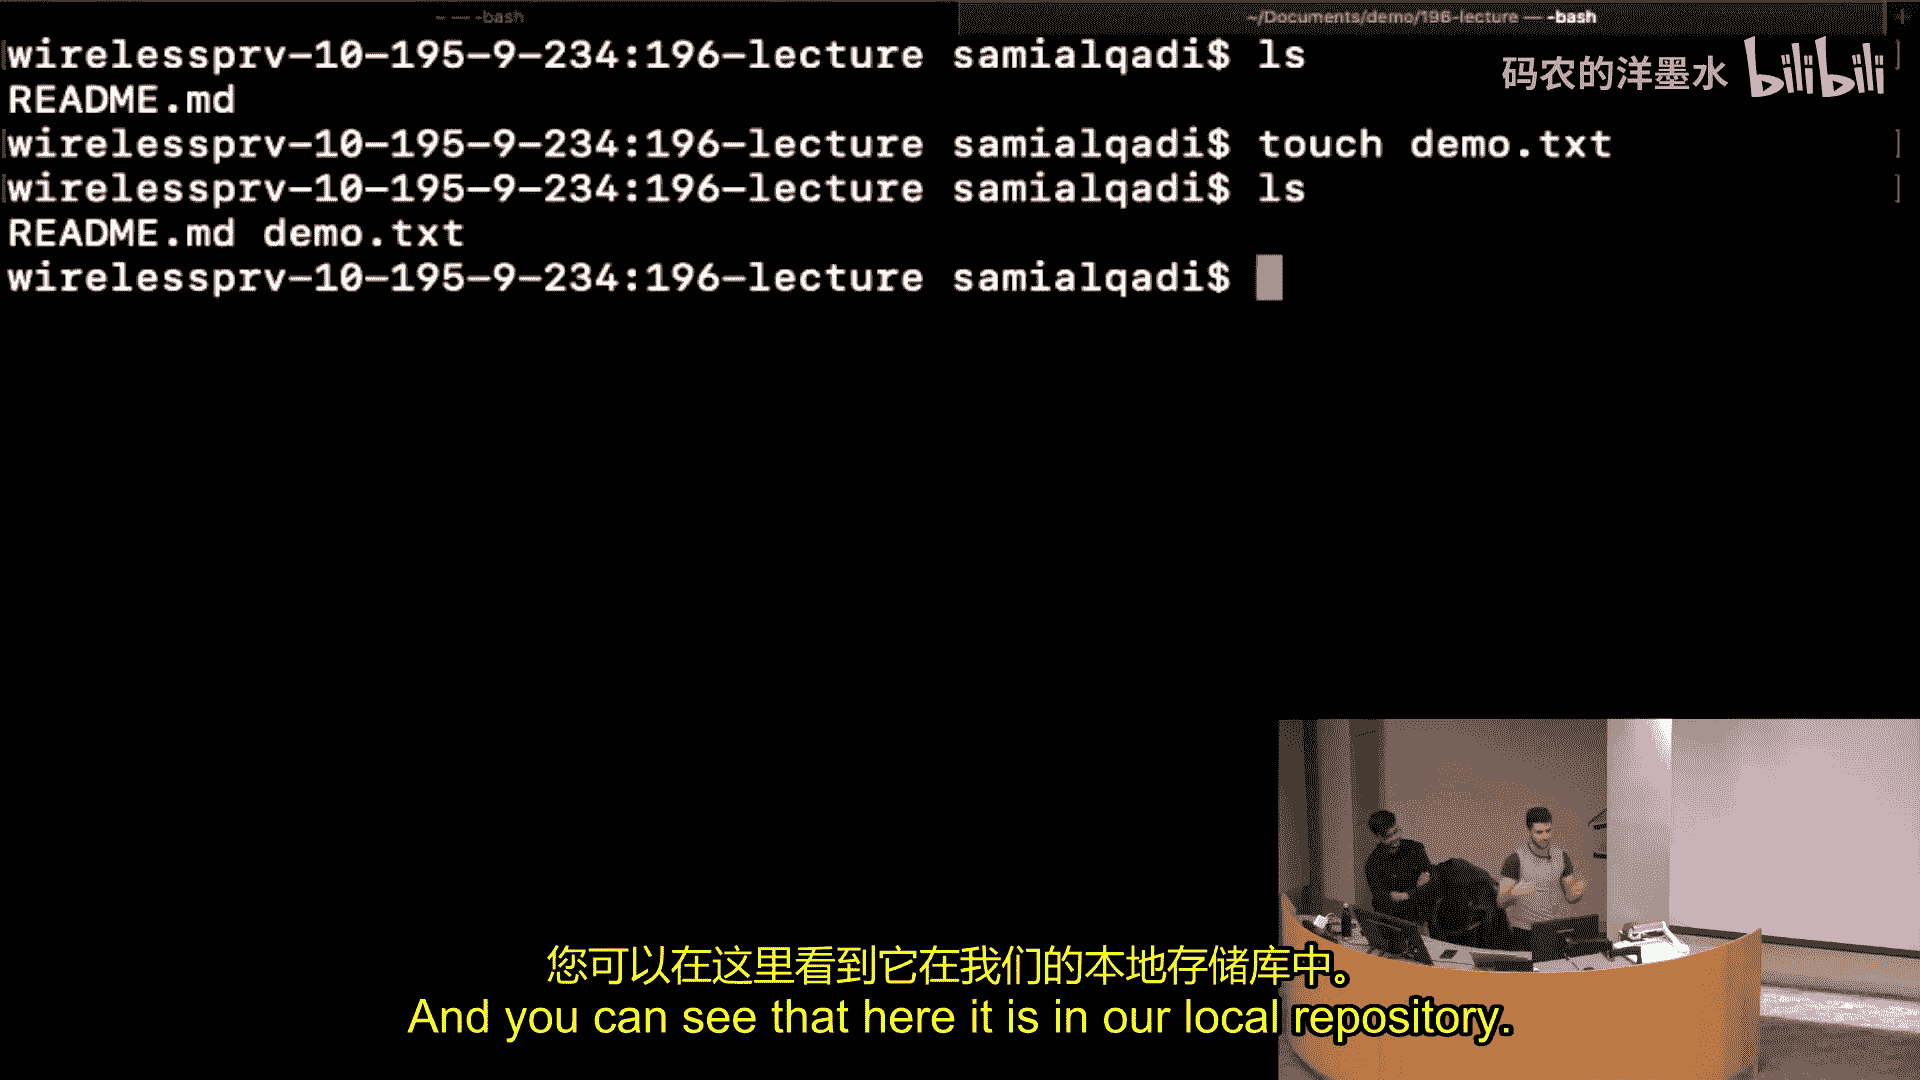 ~ — -bash
~/Documents/demo/196-lecture — -bash
wirelessprv-10-195-9-234:196-lecture samialqadi$ ls
码农的洋墨水 bilibili
README.md
wirelessprv-10-195-9-234:196-lecture samialqadi$ touch demo.txt
wirelessprv-10-195-9-234:196-lecture samialqadi$ ls
README.md demo.txt
wirelessprv-10-195-9-234:196-lecture samialqadi$
您可以在这里看到它在我们的本地存储库中。
And you can see that here it is in our local repository.